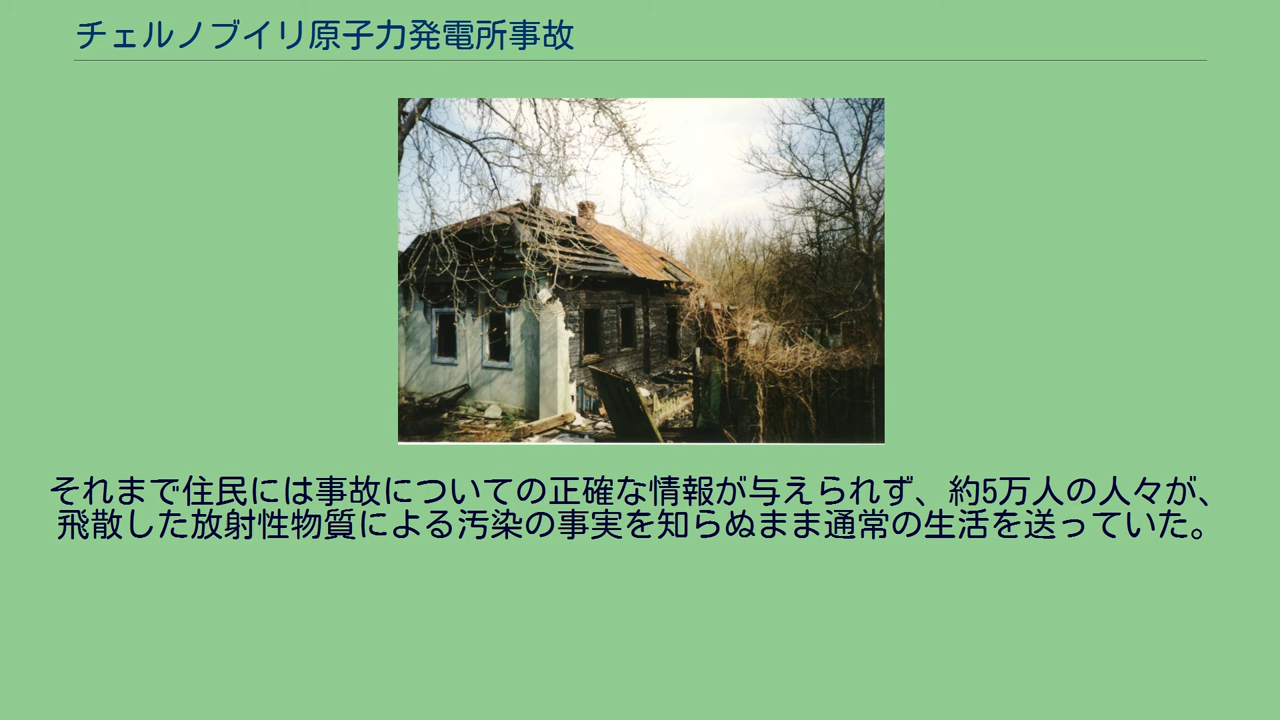 チェルノブイリ原子力発電所事故
それまで住民には事故についての正確な情報が与えられず、約5万人の人々が、
飛散した放射性物質による汚染の事実を知らぬまま通常の生活を送っていた。